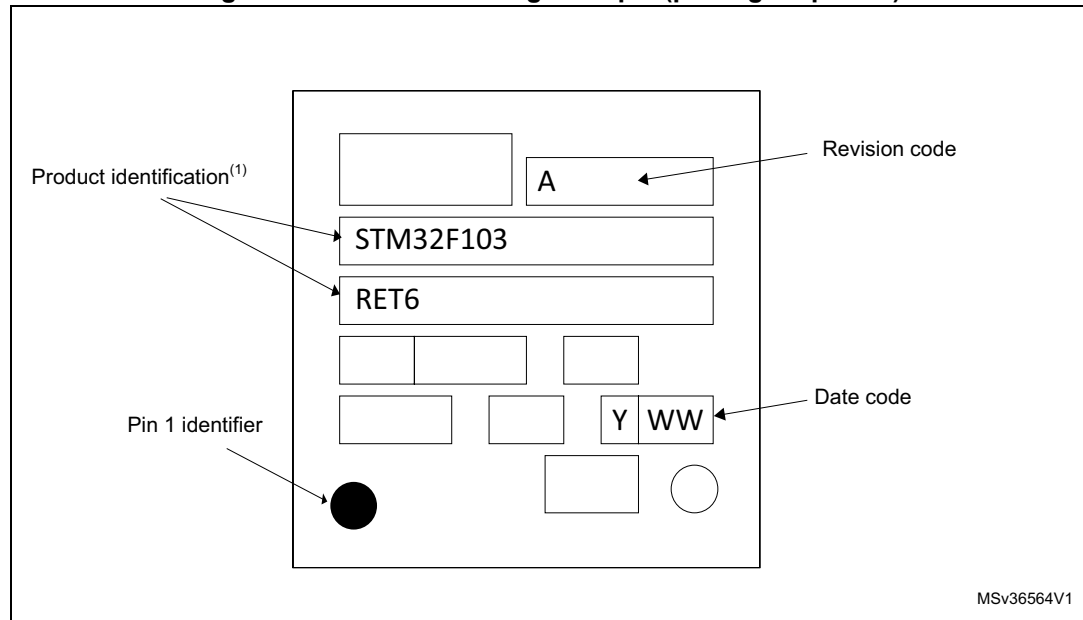 Revision code
A
Product identification(1)
STM32F103
RET6
Date code
Y WW
Pin 1 identifier
MSv36564V1